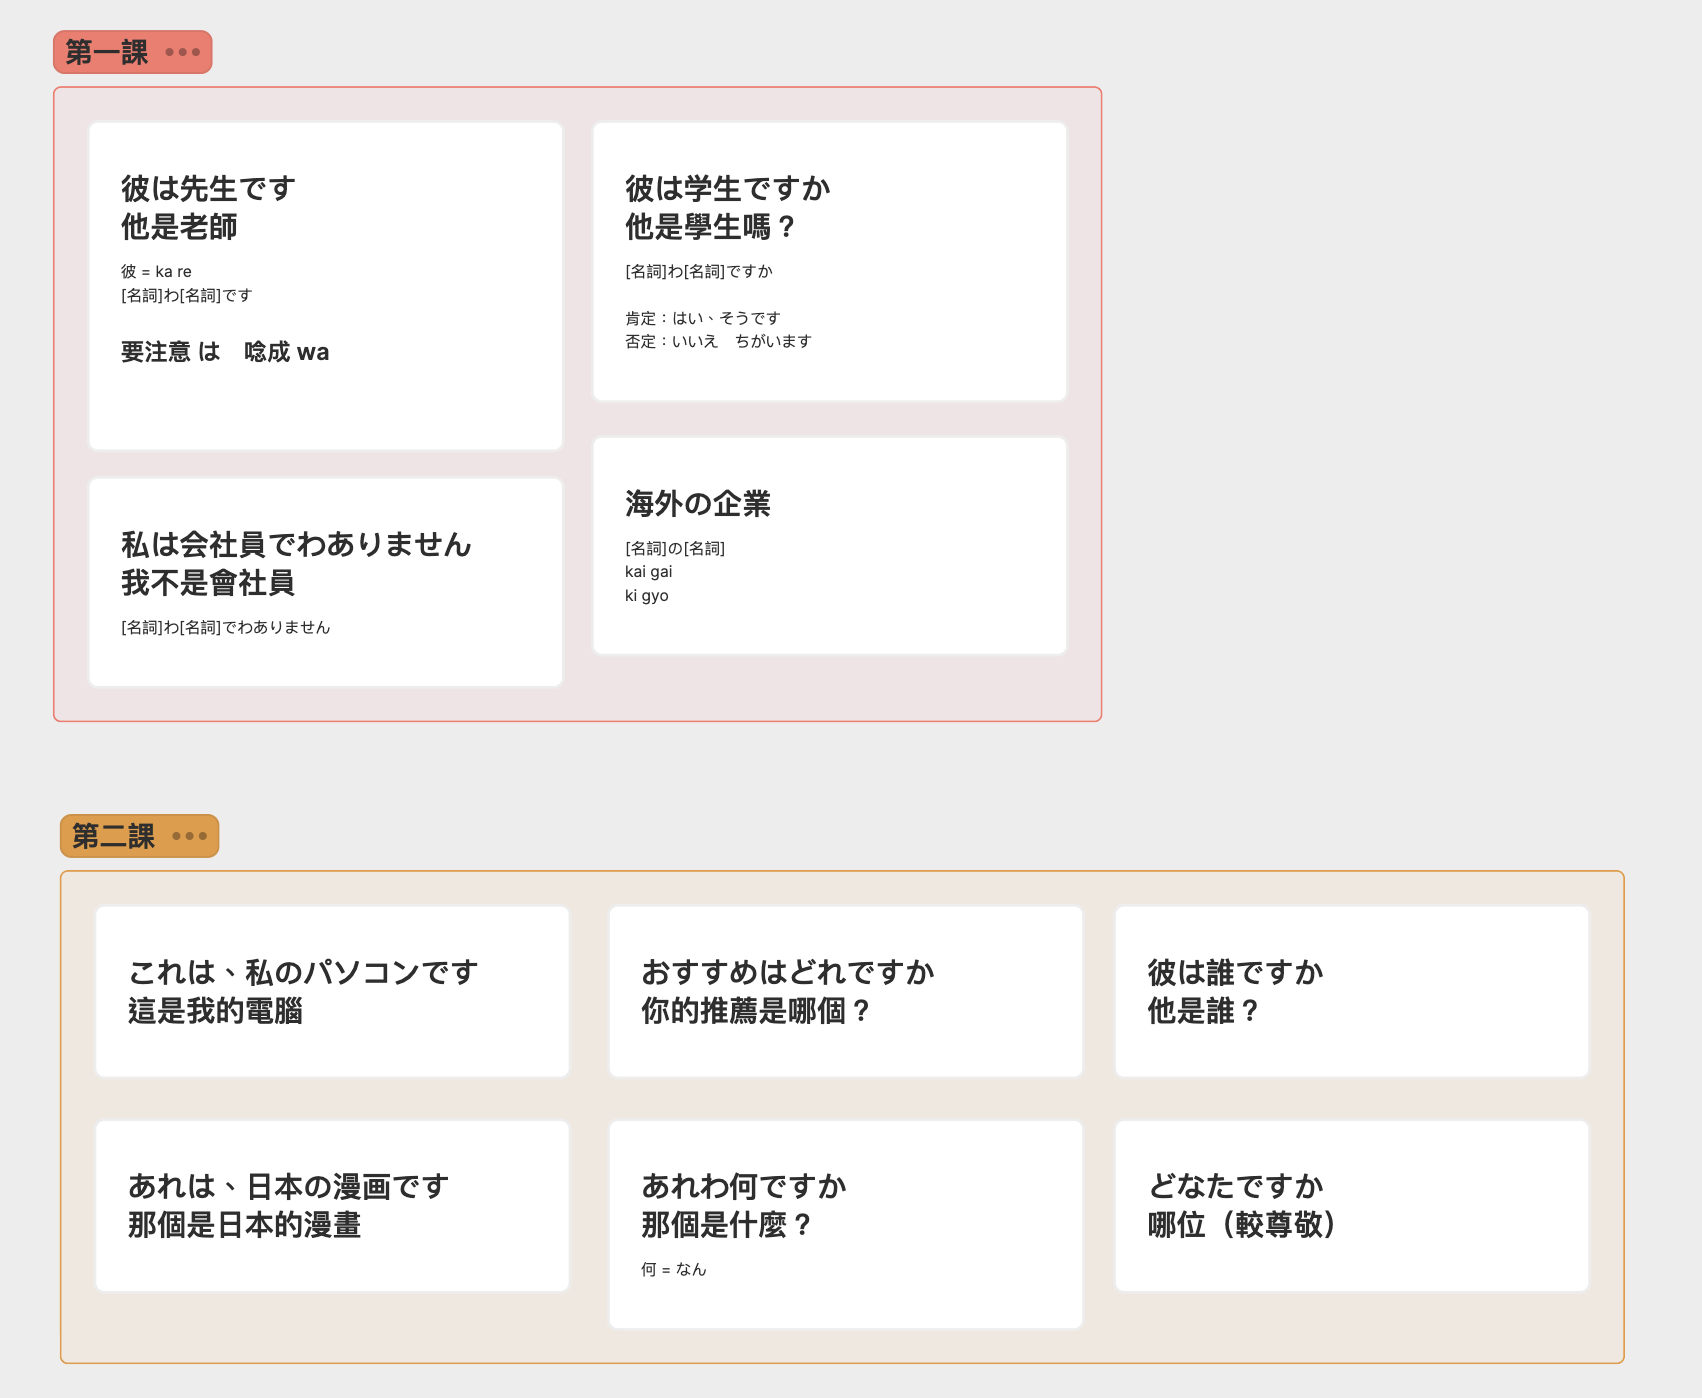 第一課
彼は先生です
他是老師
彼 = ka re
[名詞]わ[名詞]です
要注意 は　唸成 wa
彼は学生ですか
他是學生嗎？
[名詞]わ[名詞]ですか
肯定：はい、そうです
否定：いいえ　ちがいます
私は会社員でわありません
我不是會社員
[名詞]わ[名詞]でわありません
海外の企業
[名詞]の[名詞]
kai gai
ki gyo
第二課
これは、私のパソコンです
這是我的電腦
おすすめはどれですか
你的推薦是哪個？
彼は誰ですか
他是誰？
あれは、日本の漫画です
那個是日本的漫畫
あれわ何ですか
那個是什麼？
何 = なん
どなたですか
哪位（較尊敬）